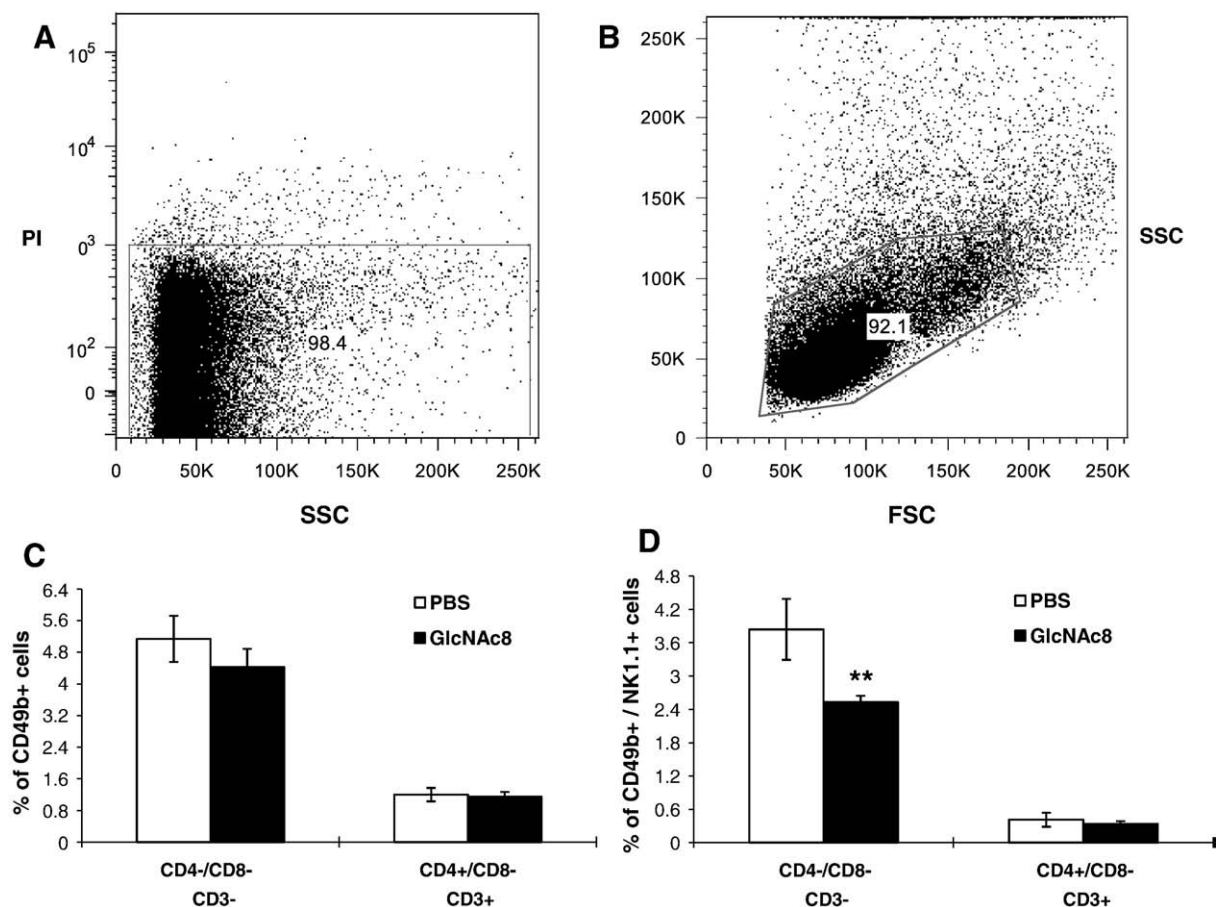 A
10⁵
10⁴
PI
0³
10²
0
98.4
0 50K 100K 150K 200K 250K
SSC
B
250K
200K
150K
100K
50K
0
92.1
SSC
0 50K 100K 150K 200K 250K
FSC
C
% of CD49b+ cells
6.4
5.6
4.8
4
3.2
2.4
1.6
0.8
0
PBS
GlcNAc8
CD4-/CD8- CD4+/CD8-
CD3- CD3+
D
% of CD49b+ / NK1.1+ cells
4.8
4.2
3.6
3
2.4
1.8
1.2
0.6
0
PBS
GlcNAc8
**
CD4-/CD8- CD4+/CD8-
CD3- CD3+